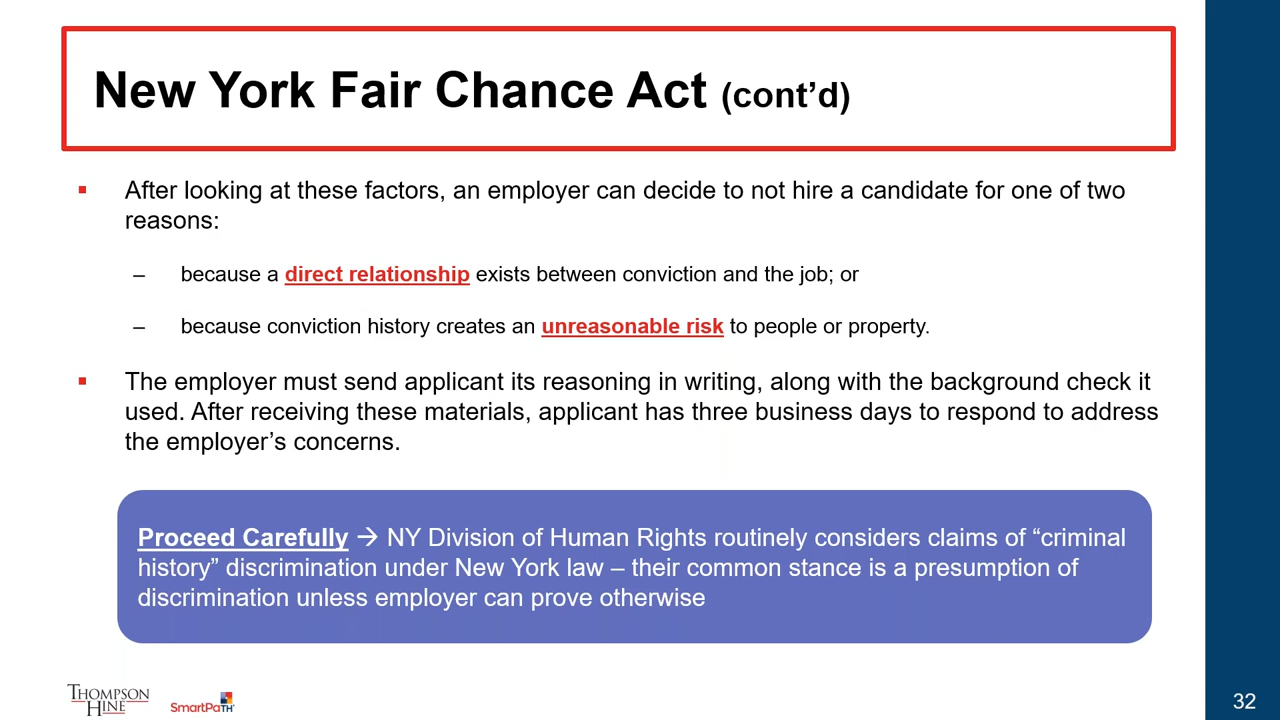 New York Fair Chance Act (cont’d)
▪ After looking at these factors, an employer can decide to not hire a candidate for one of two
reasons:
– because a direct relationship exists between conviction and the job; or
– because conviction history creates an unreasonable risk to people or property.
▪ The employer must send applicant its reasoning in writing, along with the background check it
used. After receiving these materials, applicant has three business days to respond to address
the employer’s concerns.
Proceed Carefully → NY Division of Human Rights routinely considers claims of “criminal
history” discrimination under New York law – their common stance is a presumption of
discrimination unless employer can prove otherwise
THOMPSON
HINE
SmartPaTH
32